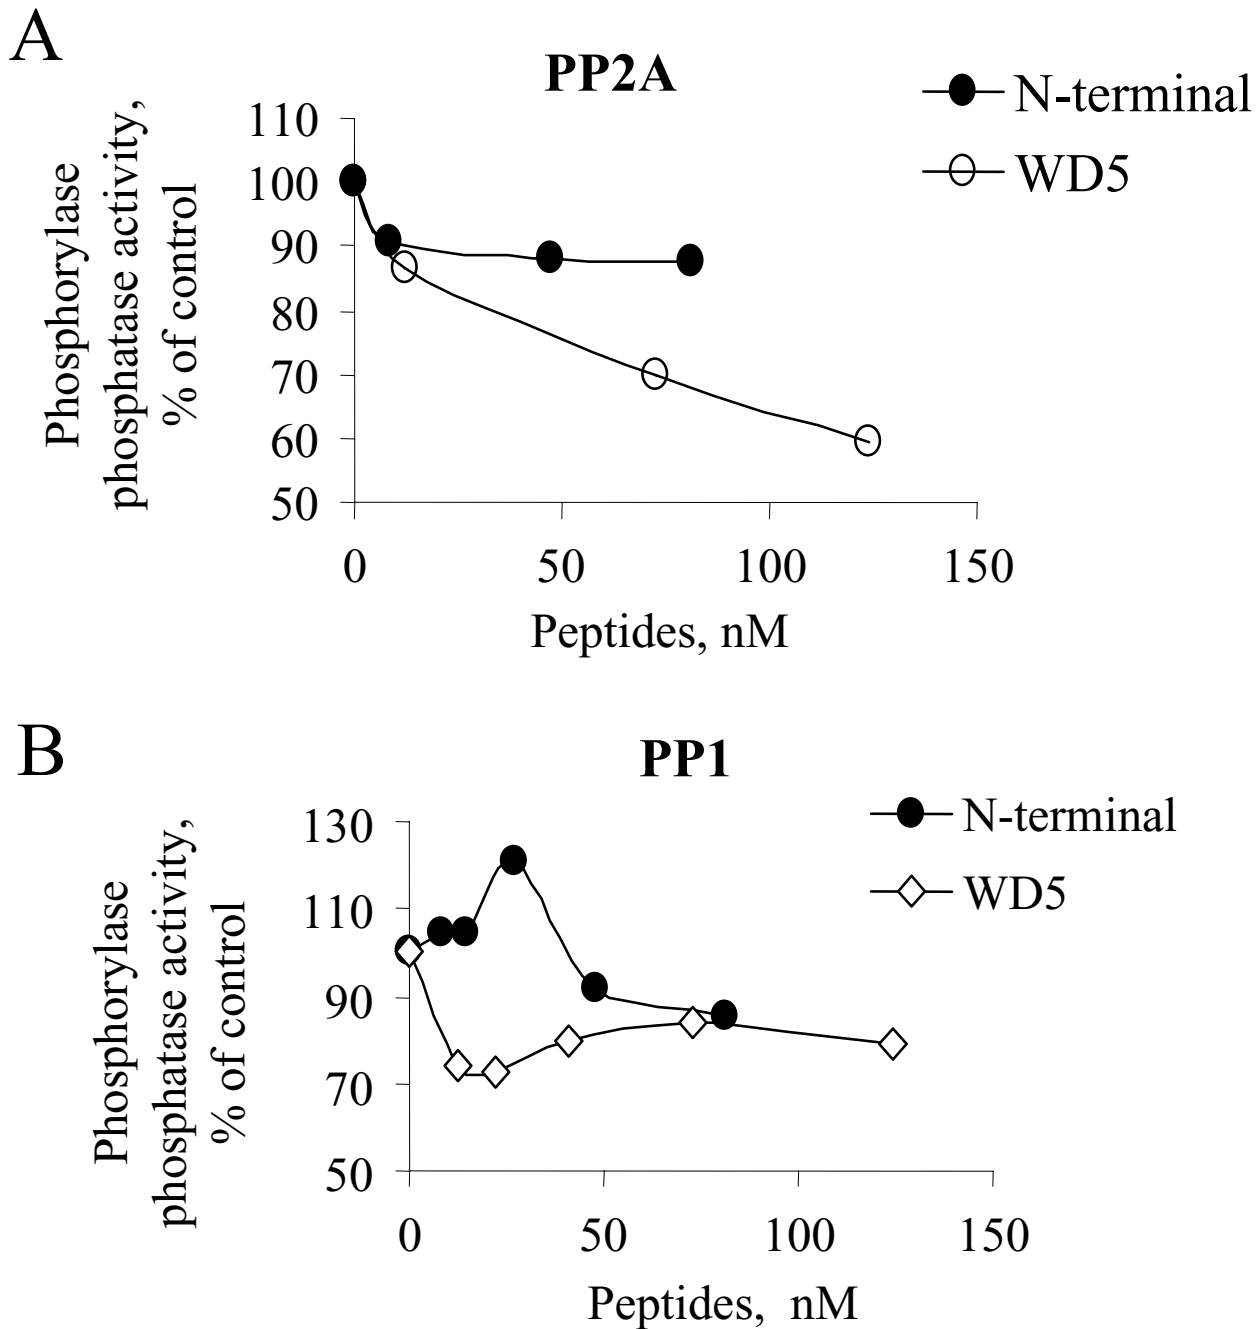 A
PP2A
N-terminal
WD5
Phosphorylase
phosphatase activity,
% of control
110
100
90
80
70
60
50
0 50 100 150
Peptides, nM
B
PP1
N-terminal
WD5
Phosphorylase
phosphatase activity,
% of control
130
110
90
70
50
0 50 100 150
Peptides, nM